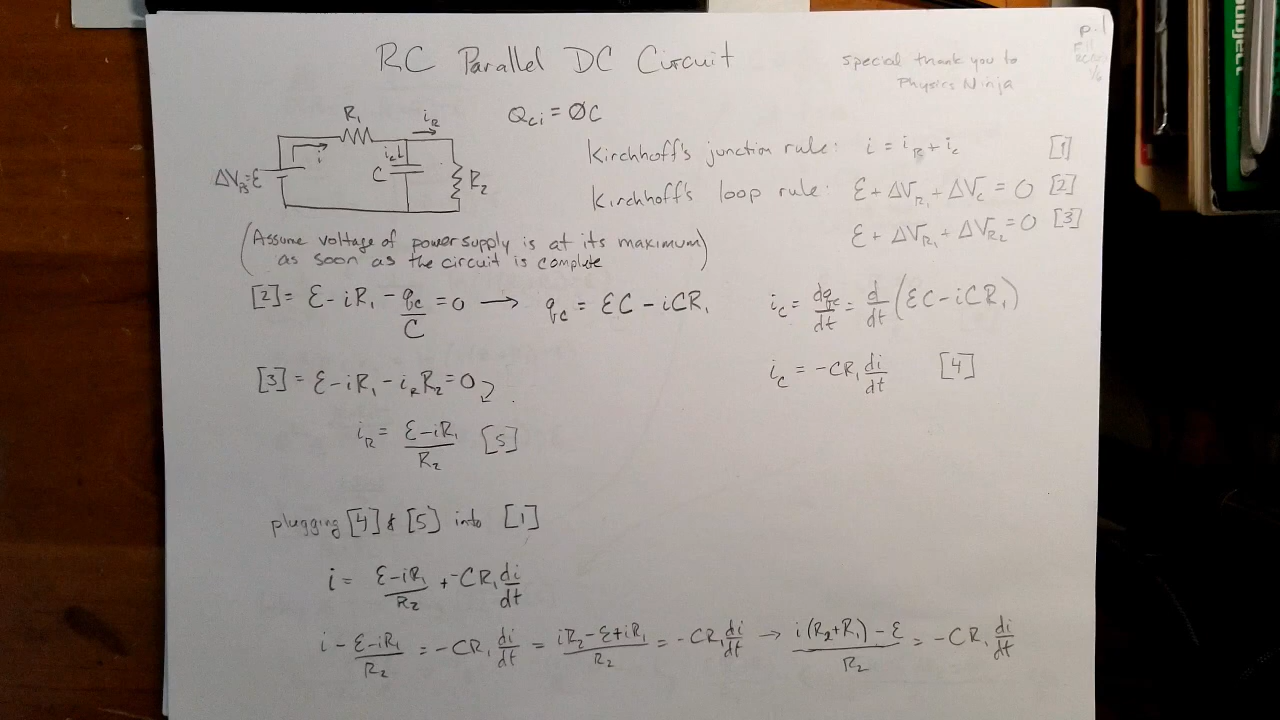 p.1
RC Parallel DC Circuit
special thank you to
Physics Ninja
R₁
i_R
i
i_c
C
R₂
ΔV_PS=ε
Q_ci = ØC
Kirchhoff's junction rule: i = i_R + i_c [1]
Kirchhoff's loop rule: ε + ΔV_R₁ + ΔV_c = 0 [2]
ε + ΔV_R₁ + ΔV_R₂ = 0 [3]
(Assume voltage of power supply is at its maximum
as soon as the circuit is complete)
[2] = ε - iR₁ - q_c/C = 0 → q_c = εC - iCR₁
i_c = dq_c/dt = d/dt (εC - iCR₁)
i_c = -CR₁ di/dt [4]
[3] = ε - iR₁ - i_R R₂ = 0
i_R = (ε-iR₁)/R₂ [5]
plugging [4] & [5] into [1]
i = (ε-iR₁)/R₂ + -CR₁ di/dt
i - (ε-iR₁)/R₂ = -CR₁ di/dt = (iR₂-ε+iR₁)/R₂ = -CR₁ di/dt → (i(R₂+R₁)-ε)/R₂ = -CR₁ di/dt